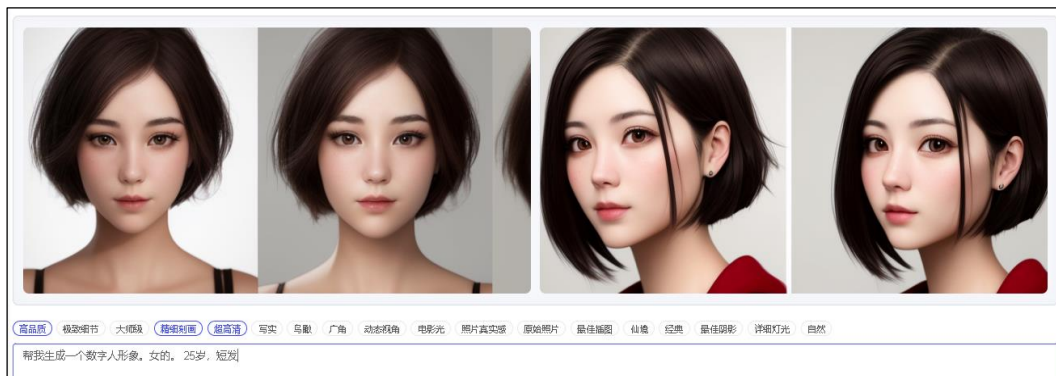 高品质 极致细节 大师级 精细刻画 超高清 写实 鸟瞰 广角 动态视角 电影光 照片真实感 原始照片 最佳插图 仙境 经典 最佳阴影 详细灯光 自然
帮我生成一个数字人形象。女的。 25岁，短发